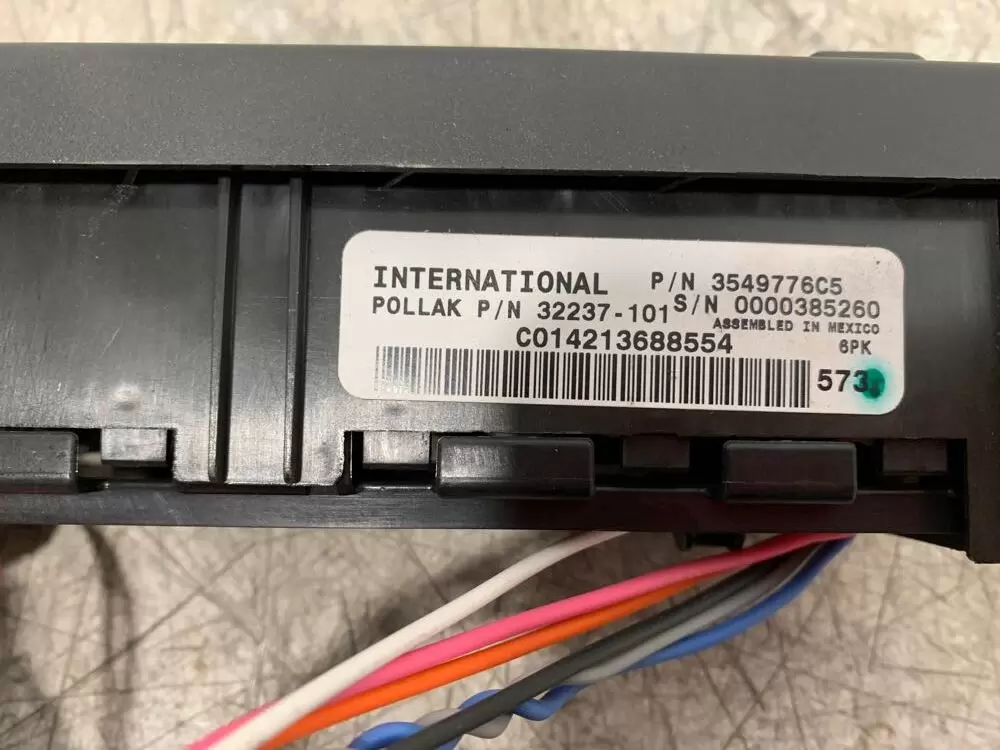 INTERNATIONAL P/N 3549776C5
POLLAK P/N 32237-101 S/N 0000385260
ASSEMBLED IN MEXICO
C014213688554 6PK
573